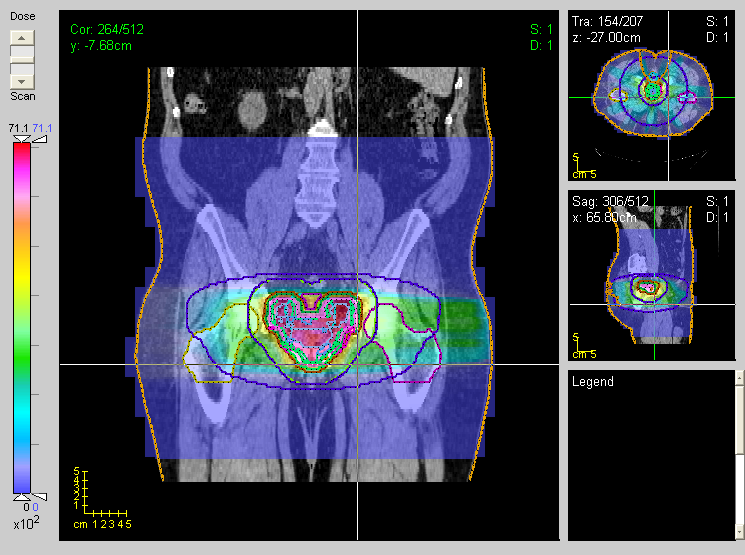 Dose
Scan
71.1 71.1
0 0
x10²
Cor: 264/512
y: -7.68cm
S: 1
D: 1
5
4
3
2
1
cm 1 2 3 4 5
Tra: 154/207
z: -27.00cm
S: 1
D: 1
5
cm 5
Sag: 306/512
x: 65.80cm
S: 1
D: 1
5
cm 5
Legend